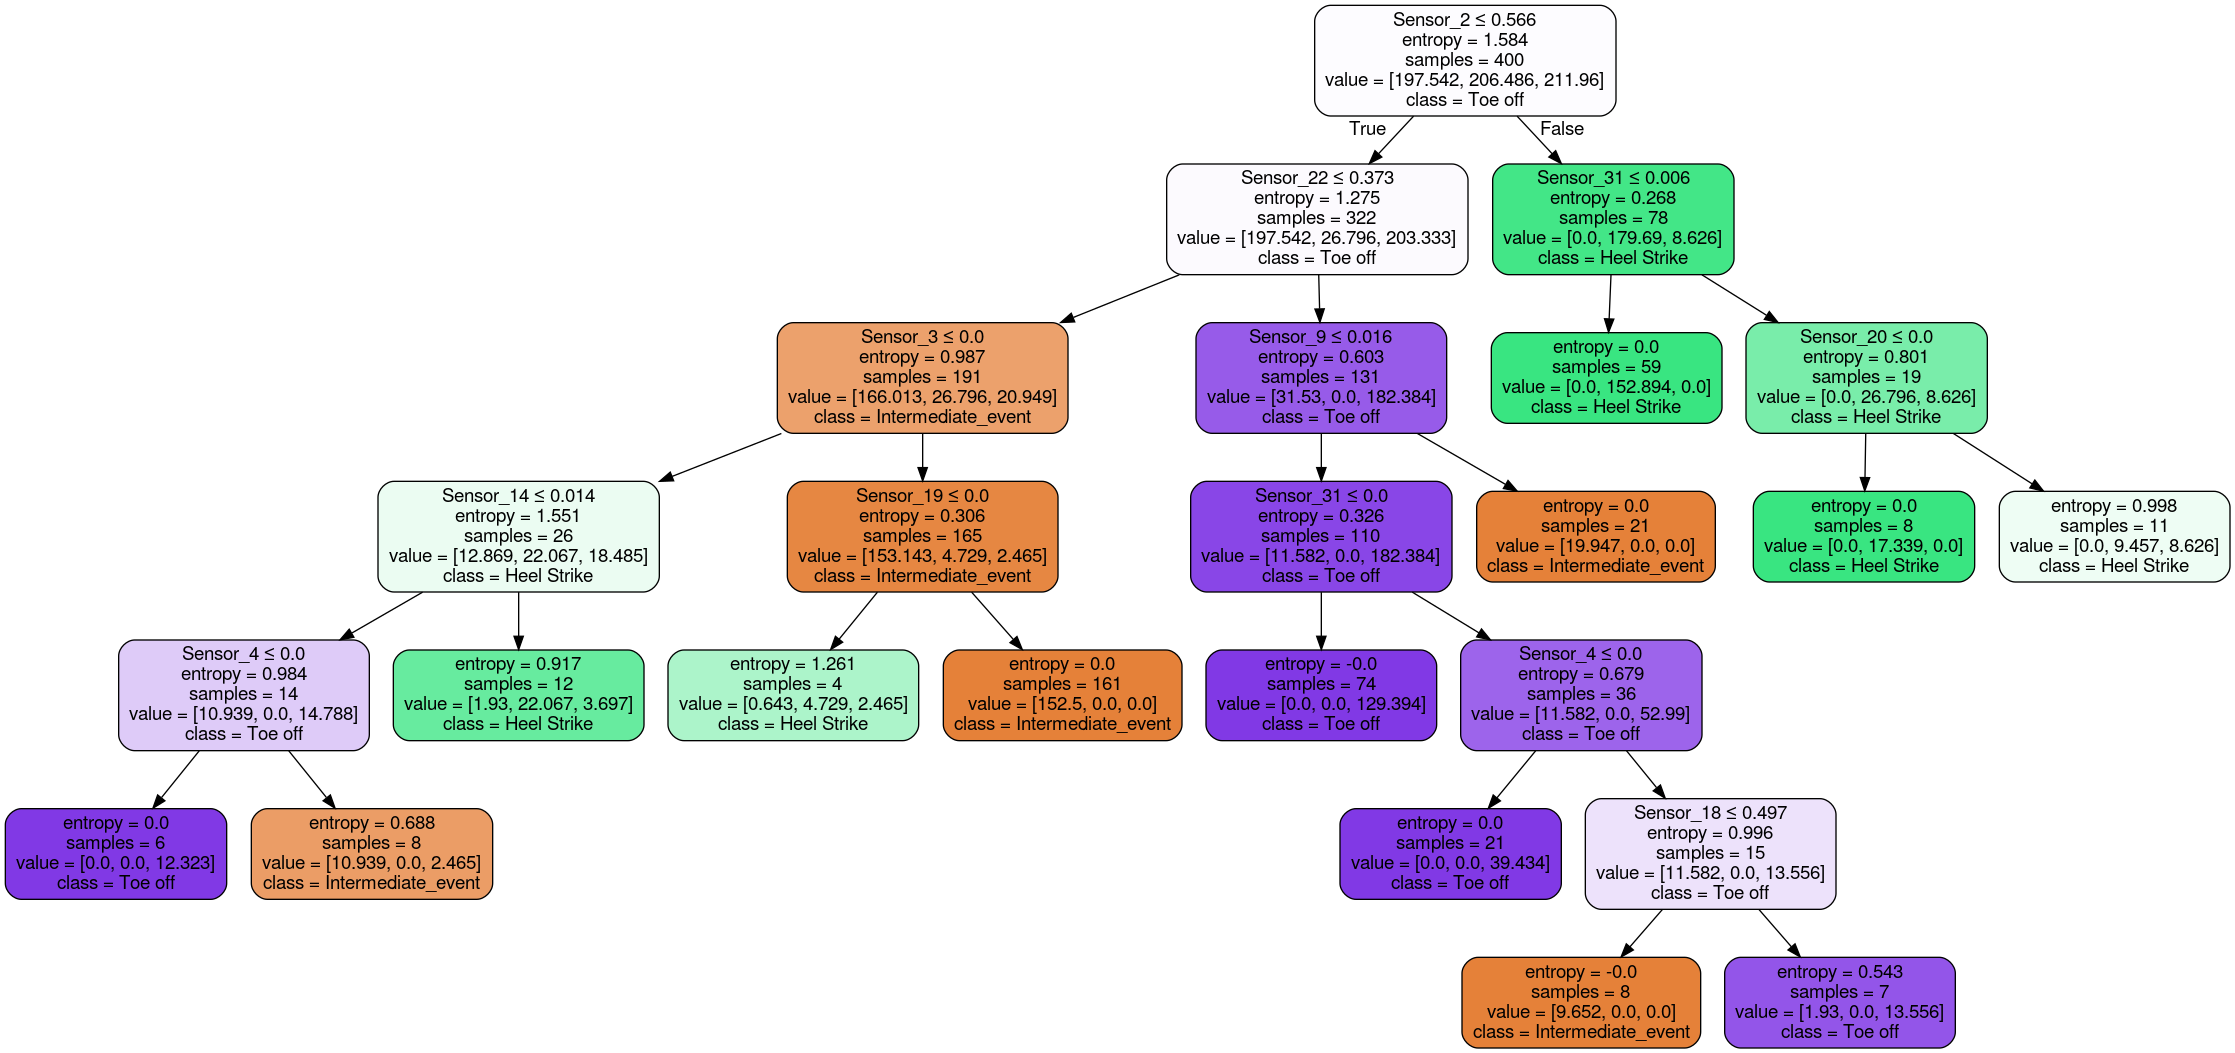 Sensor_2 ≤ 0.566
entropy = 1.584
samples = 400
value = [197.542, 206.486, 211.96]
class = Toe off
True
False
Sensor_22 ≤ 0.373
entropy = 1.275
samples = 322
value = [197.542, 26.796, 203.333]
class = Toe off
Sensor_31 ≤ 0.006
entropy = 0.268
samples = 78
value = [0.0, 179.69, 8.626]
class = Heel Strike
Sensor_3 ≤ 0.0
entropy = 0.987
samples = 191
value = [166.013, 26.796, 20.949]
class = Intermediate_event
Sensor_9 ≤ 0.016
entropy = 0.603
samples = 131
value = [31.53, 0.0, 182.384]
class = Toe off
entropy = 0.0
samples = 59
value = [0.0, 152.894, 0.0]
class = Heel Strike
Sensor_20 ≤ 0.0
entropy = 0.801
samples = 19
value = [0.0, 26.796, 8.626]
class = Heel Strike
Sensor_14 ≤ 0.014
entropy = 1.551
samples = 26
value = [12.869, 22.067, 18.485]
class = Heel Strike
Sensor_19 ≤ 0.0
entropy = 0.306
samples = 165
value = [153.143, 4.729, 2.465]
class = Intermediate_event
Sensor_31 ≤ 0.0
entropy = 0.326
samples = 110
value = [11.582, 0.0, 182.384]
class = Toe off
entropy = 0.0
samples = 21
value = [19.947, 0.0, 0.0]
class = Intermediate_event
entropy = 0.0
samples = 8
value = [0.0, 17.339, 0.0]
class = Heel Strike
entropy = 0.998
samples = 11
value = [0.0, 9.457, 8.626]
class = Heel Strike
Sensor_4 ≤ 0.0
entropy = 0.984
samples = 14
value = [10.939, 0.0, 14.788]
class = Toe off
entropy = 0.917
samples = 12
value = [1.93, 22.067, 3.697]
class = Heel Strike
entropy = 1.261
samples = 4
value = [0.643, 4.729, 2.465]
class = Heel Strike
entropy = 0.0
samples = 161
value = [152.5, 0.0, 0.0]
class = Intermediate_event
entropy = -0.0
samples = 74
value = [0.0, 0.0, 129.394]
class = Toe off
Sensor_4 ≤ 0.0
entropy = 0.679
samples = 36
value = [11.582, 0.0, 52.99]
class = Toe off
entropy = 0.0
samples = 6
value = [0.0, 0.0, 12.323]
class = Toe off
entropy = 0.688
samples = 8
value = [10.939, 0.0, 2.465]
class = Intermediate_event
entropy = 0.0
samples = 21
value = [0.0, 0.0, 39.434]
class = Toe off
Sensor_18 ≤ 0.497
entropy = 0.996
samples = 15
value = [11.582, 0.0, 13.556]
class = Toe off
entropy = -0.0
samples = 8
value = [9.652, 0.0, 0.0]
class = Intermediate_event
entropy = 0.543
samples = 7
value = [1.93, 0.0, 13.556]
class = Toe off